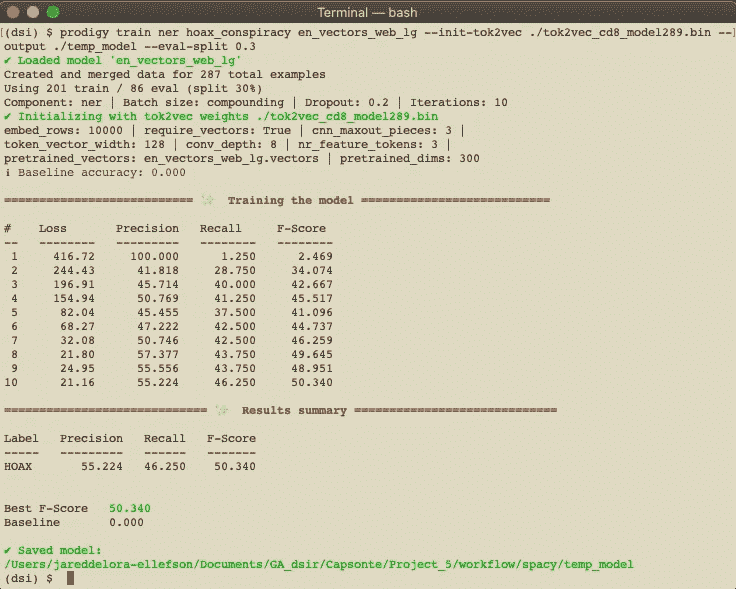 Terminal — bash
[(dsi) $ prodigy train ner hoax_conspiracy en_vectors_web_lg --init-tok2vec ./tok2vec_cd8_model289.bin --]
output ./temp_model --eval-split 0.3
✔ Loaded model 'en_vectors_web_lg'
Created and merged data for 287 total examples
Using 201 train / 86 eval (split 30%)
Component: ner | Batch size: compounding | Dropout: 0.2 | Iterations: 10
✔ Initializing with tok2vec weights ./tok2vec_cd8_model289.bin
embed_rows: 10000 | require_vectors: True | cnn_maxout_pieces: 3 |
token_vector_width: 128 | conv_depth: 8 | nr_feature_tokens: 3 |
pretrained_vectors: en_vectors_web_lg.vectors | pretrained_dims: 300
ℹ Baseline accuracy: 0.000
=========================== ✨ Training the model ===========================
# Loss Precision Recall F-Score
-- -------- --------- -------- --------
1 416.72 100.000 1.250 2.469
2 244.43 41.818 28.750 34.074
3 196.91 45.714 40.000 42.667
4 154.94 50.769 41.250 45.517
5 82.04 45.455 37.500 41.096
6 68.27 47.222 42.500 44.737
7 32.08 50.746 42.500 46.259
8 21.80 57.377 43.750 49.645
9 24.95 55.556 43.750 48.951
10 21.16 55.224 46.250 50.340
============================= ✨ Results summary =============================
Label Precision Recall F-Score
----- --------- ------ -------
HOAX 55.224 46.250 50.340
Best F-Score 50.340
Baseline 0.000
✔ Saved model:
/Users/jareddelora-ellefson/Documents/GA_dsir/Capsonte/Project_5/workflow/spacy/temp_model
(dsi) $